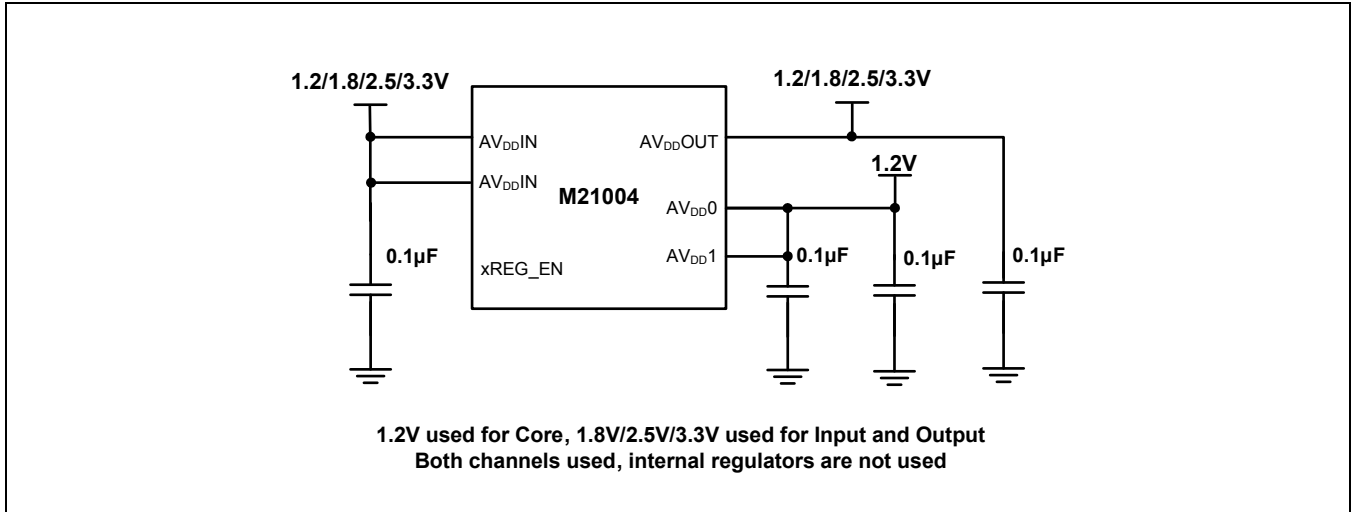 1.2/1.8/2.5/3.3V
1.2/1.8/2.5/3.3V
AVDDIN
AVDDOUT
1.2V
AVDDIN
M21004
AVDD0
0.1µF
xREG_EN
AVDD1
0.1µF
0.1µF
0.1µF
1.2V used for Core, 1.8V/2.5V/3.3V used for Input and Output
Both channels used, internal regulators are not used